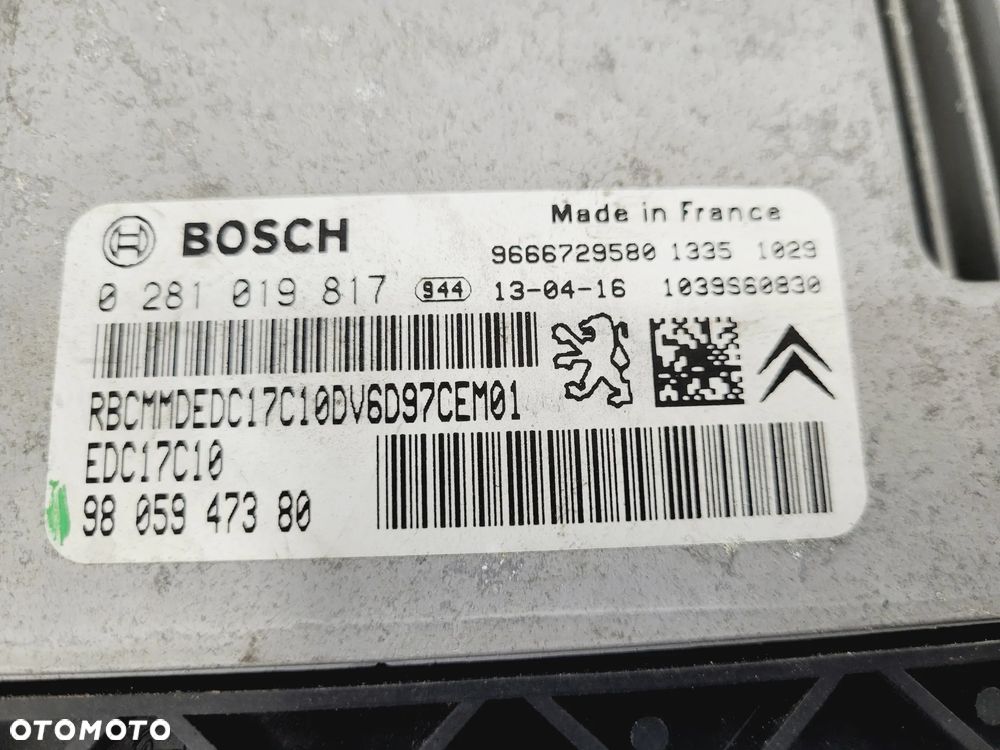 BOSCH
Made in France
9666729580 1335 1029
0 281 019 817 944 13-04-16 1039S60830
RBCMMDEDC17C10DV6D97CEM01
EDC17C10
98 059 473 80
OTOMOTO